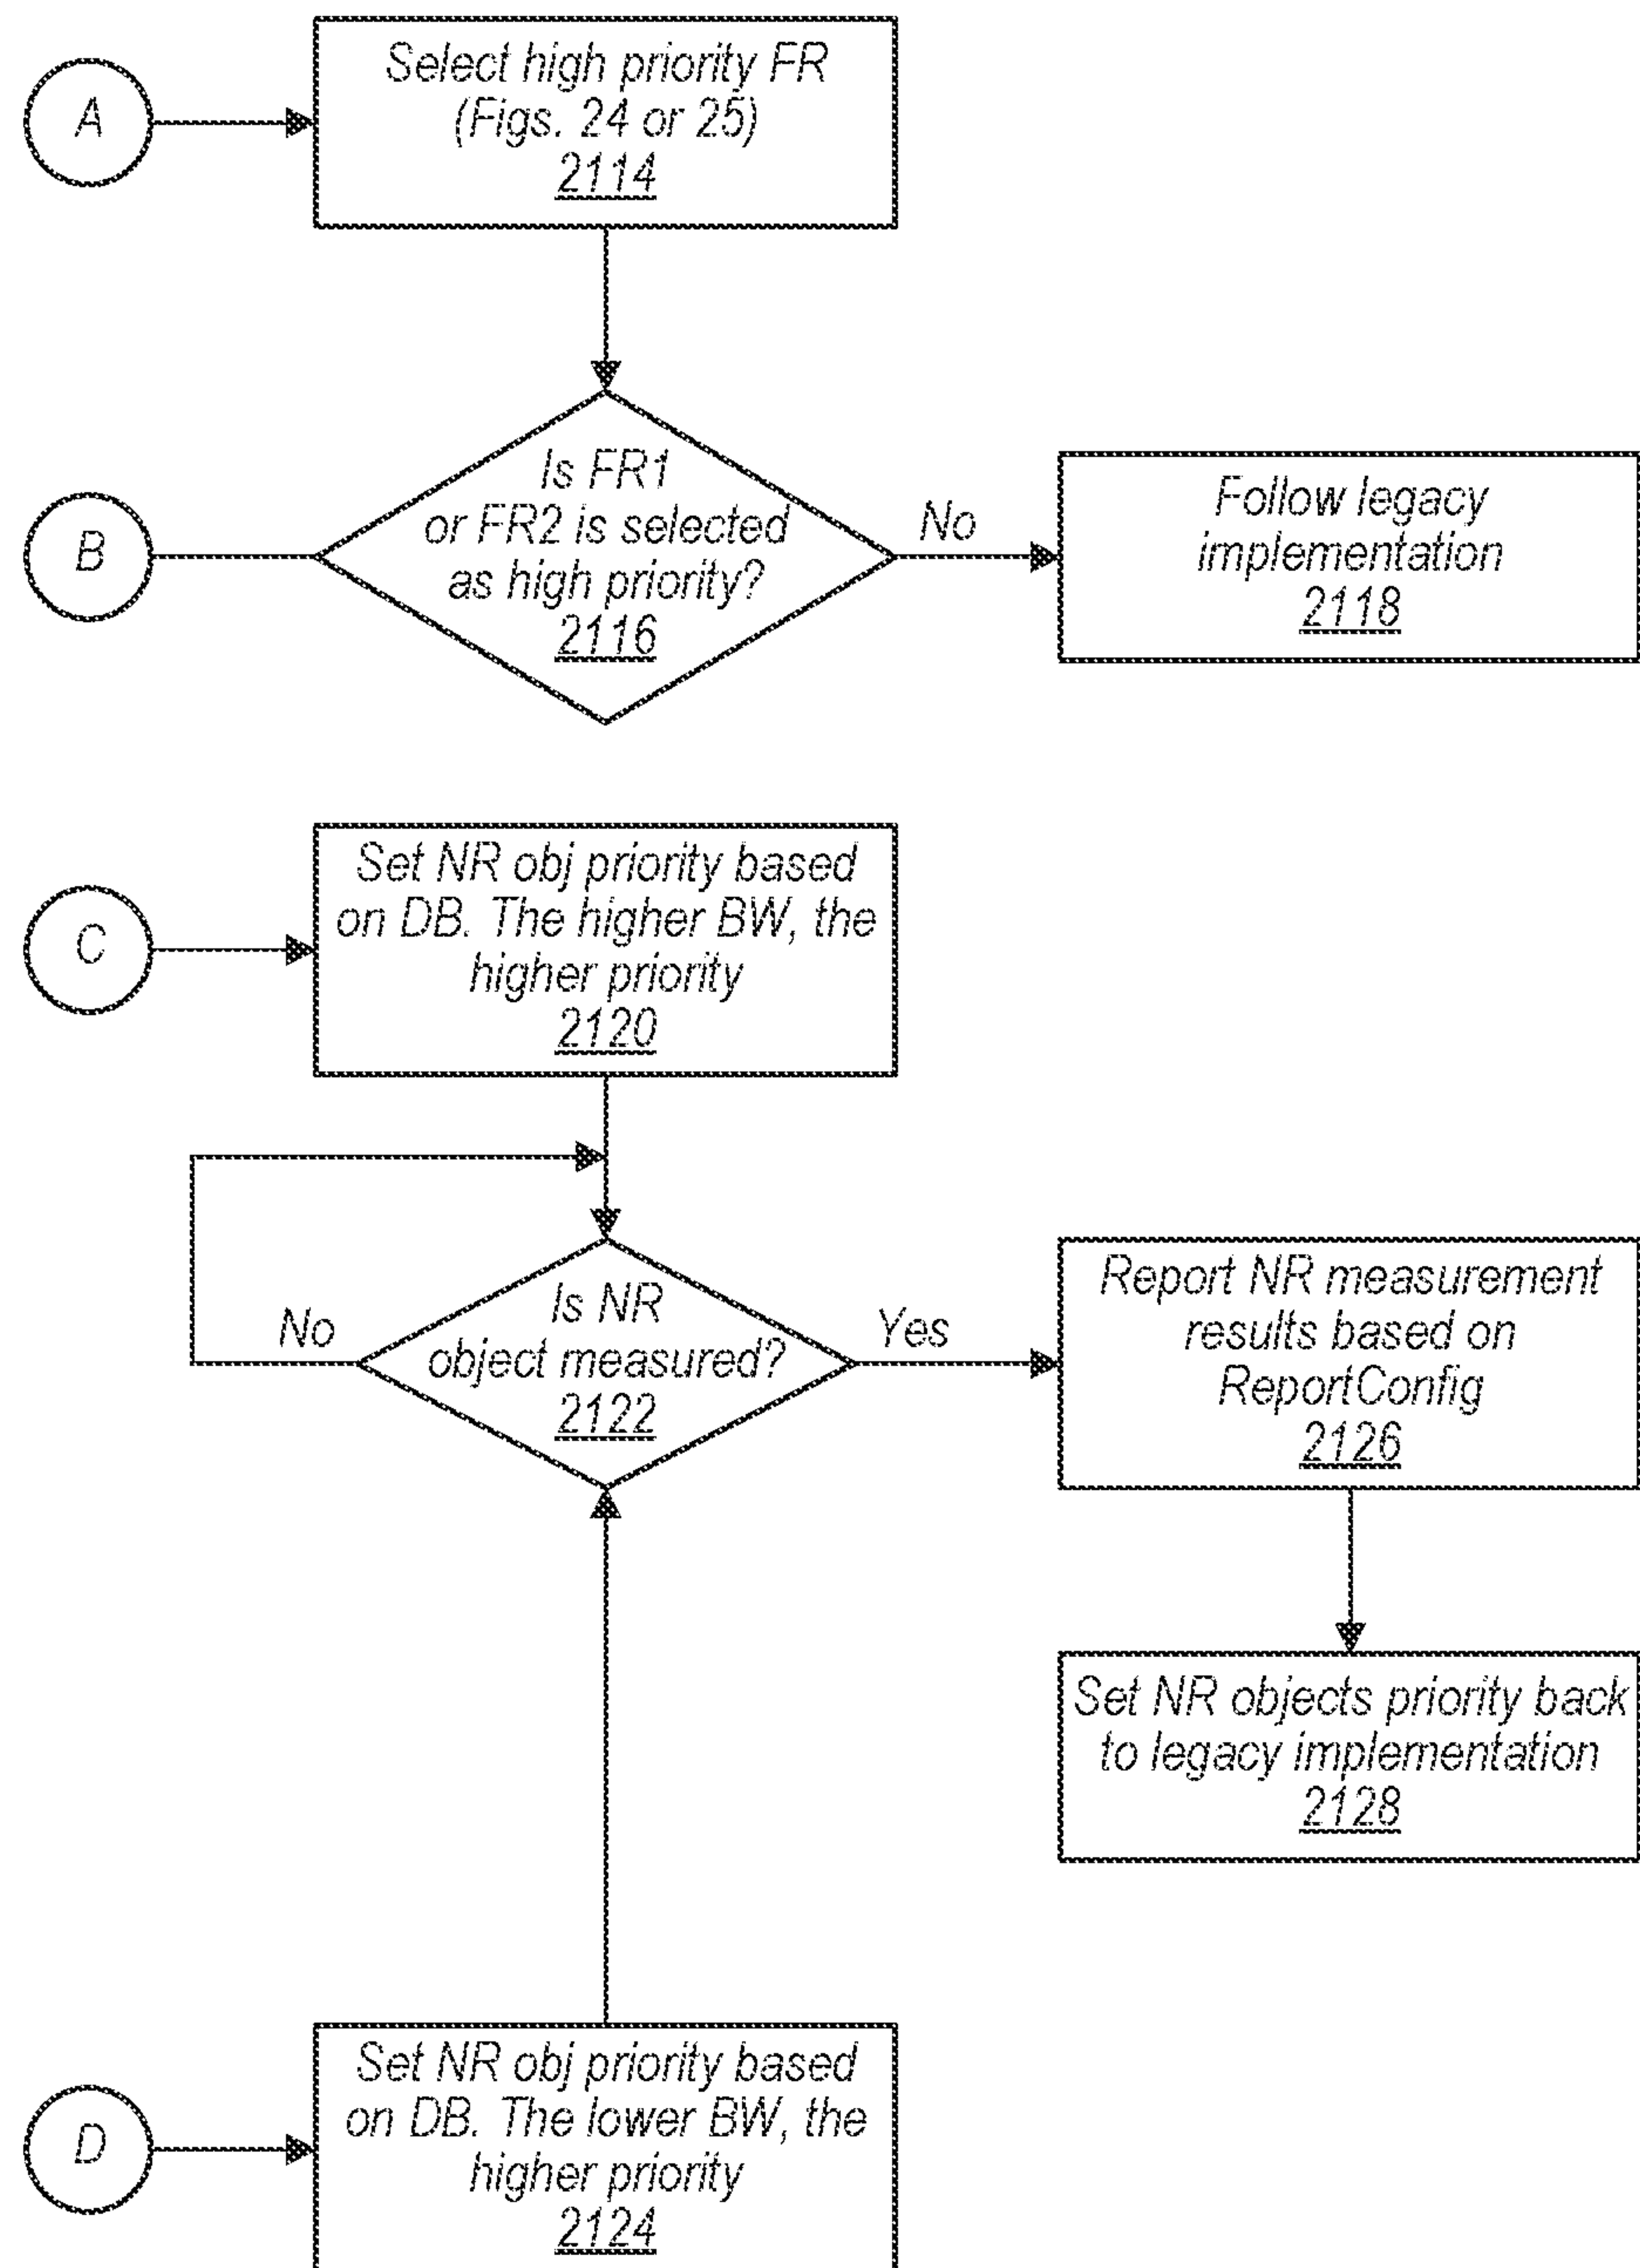 A
Select high priority FR
(Figs. 24 or 25)
2114
B
Is FR1
or FR2 is selected
as high priority?
2116
No
Follow legacy
implementation
2118
C
Set NR obj priority based
on DB. The higher BW, the
higher priority
2120
No
Is NR
object measured?
2122
Yes
Report NR measurement
results based on
ReportConfig
2126
Set NR objects priority back
to legacy implementation
2128
D
Set NR obj priority based
on DB. The lower BW, the
higher priority
2124